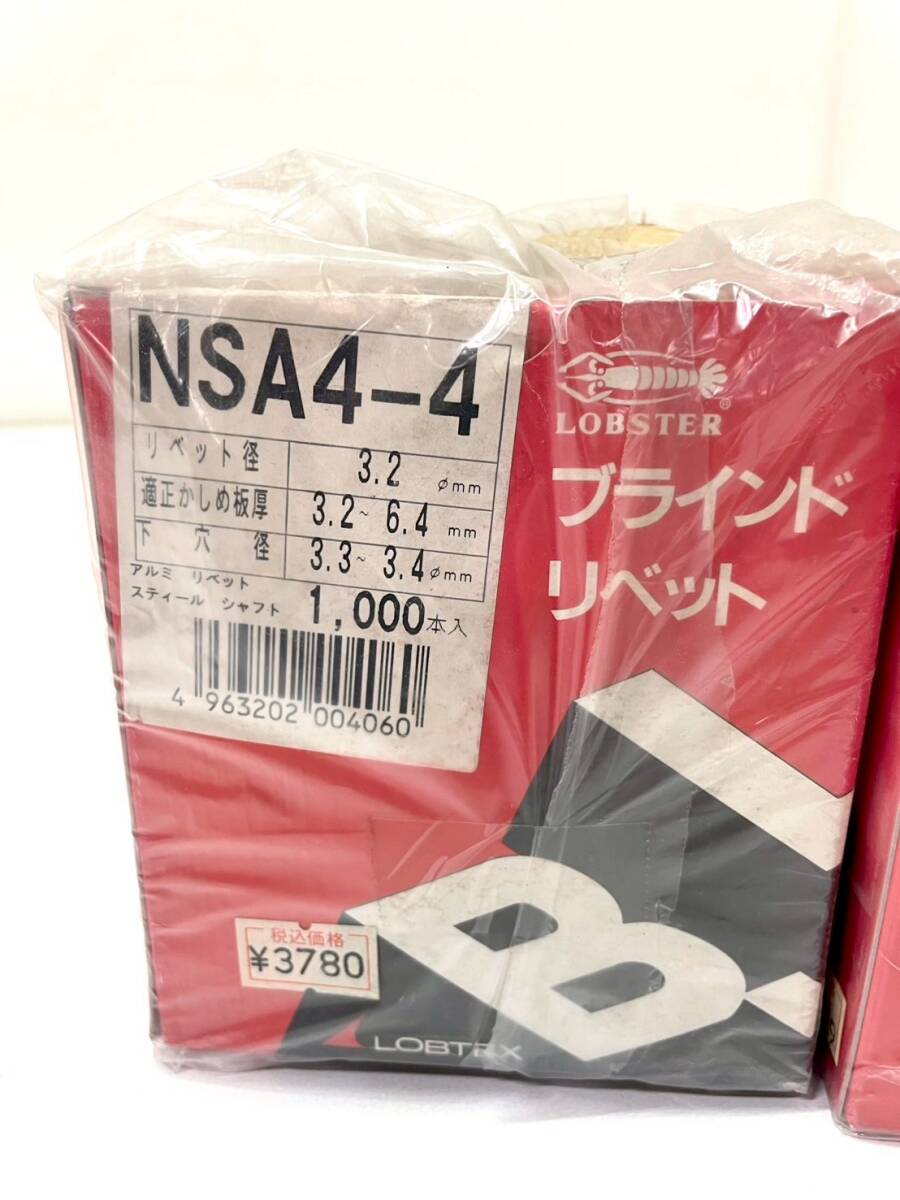 NSA4-4
リベット径 3.2 φmm
適正かしめ板厚 3.2~6.4 mm
下穴径 3.3~3.4φmm
アルミ リベット
スティール シャフト 1,000本入
4 963202 004060
LOBSTER
®
ブラインド
リベット
B
税込価格
¥3780
LOBTEX